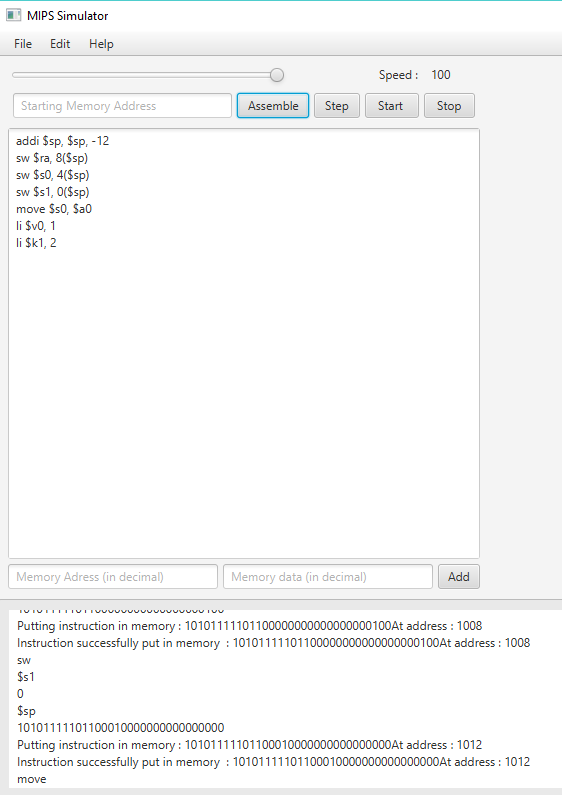 MIPS Simulator
File Edit Help
Speed : 100
Starting Memory Address Assemble Step Start Stop
addi $sp, $sp, -12
sw $ra, 8($sp)
sw $s0, 4($sp)
sw $s1, 0($sp)
move $s0, $a0
li $v0, 1
li $k1, 2
Memory Adress (in decimal) Memory data (in decimal) Add
10101111101100000000000000000100
Putting instruction in memory : 10101111101100000000000000000100At address : 1008
Instruction successfully put in memory  : 10101111101100000000000000000100At address : 1008
sw
$s1
0
$sp
10101111101100010000000000000000
Putting instruction in memory : 10101111101100010000000000000000At address : 1012
Instruction successfully put in memory  : 10101111101100010000000000000000At address : 1012
move